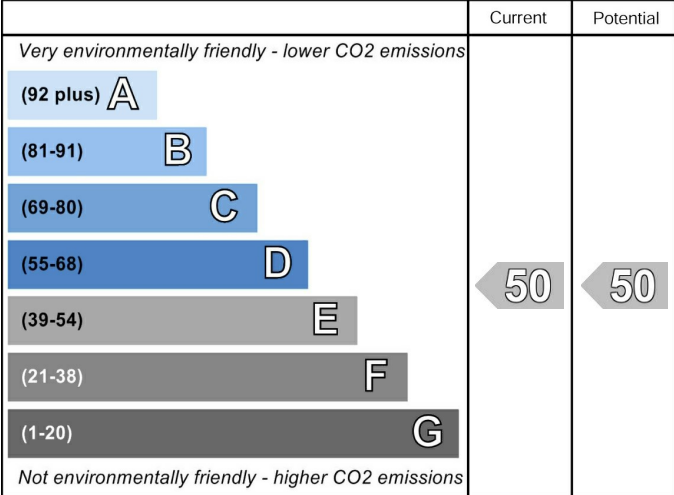 Current Potential
Very environmentally friendly - lower CO2 emissions
(92 plus) A
(81-91) B
(69-80) C
(55-68) D
50 50
(39-54) E
(21-38) F
(1-20) G
Not environmentally friendly - higher CO2 emissions